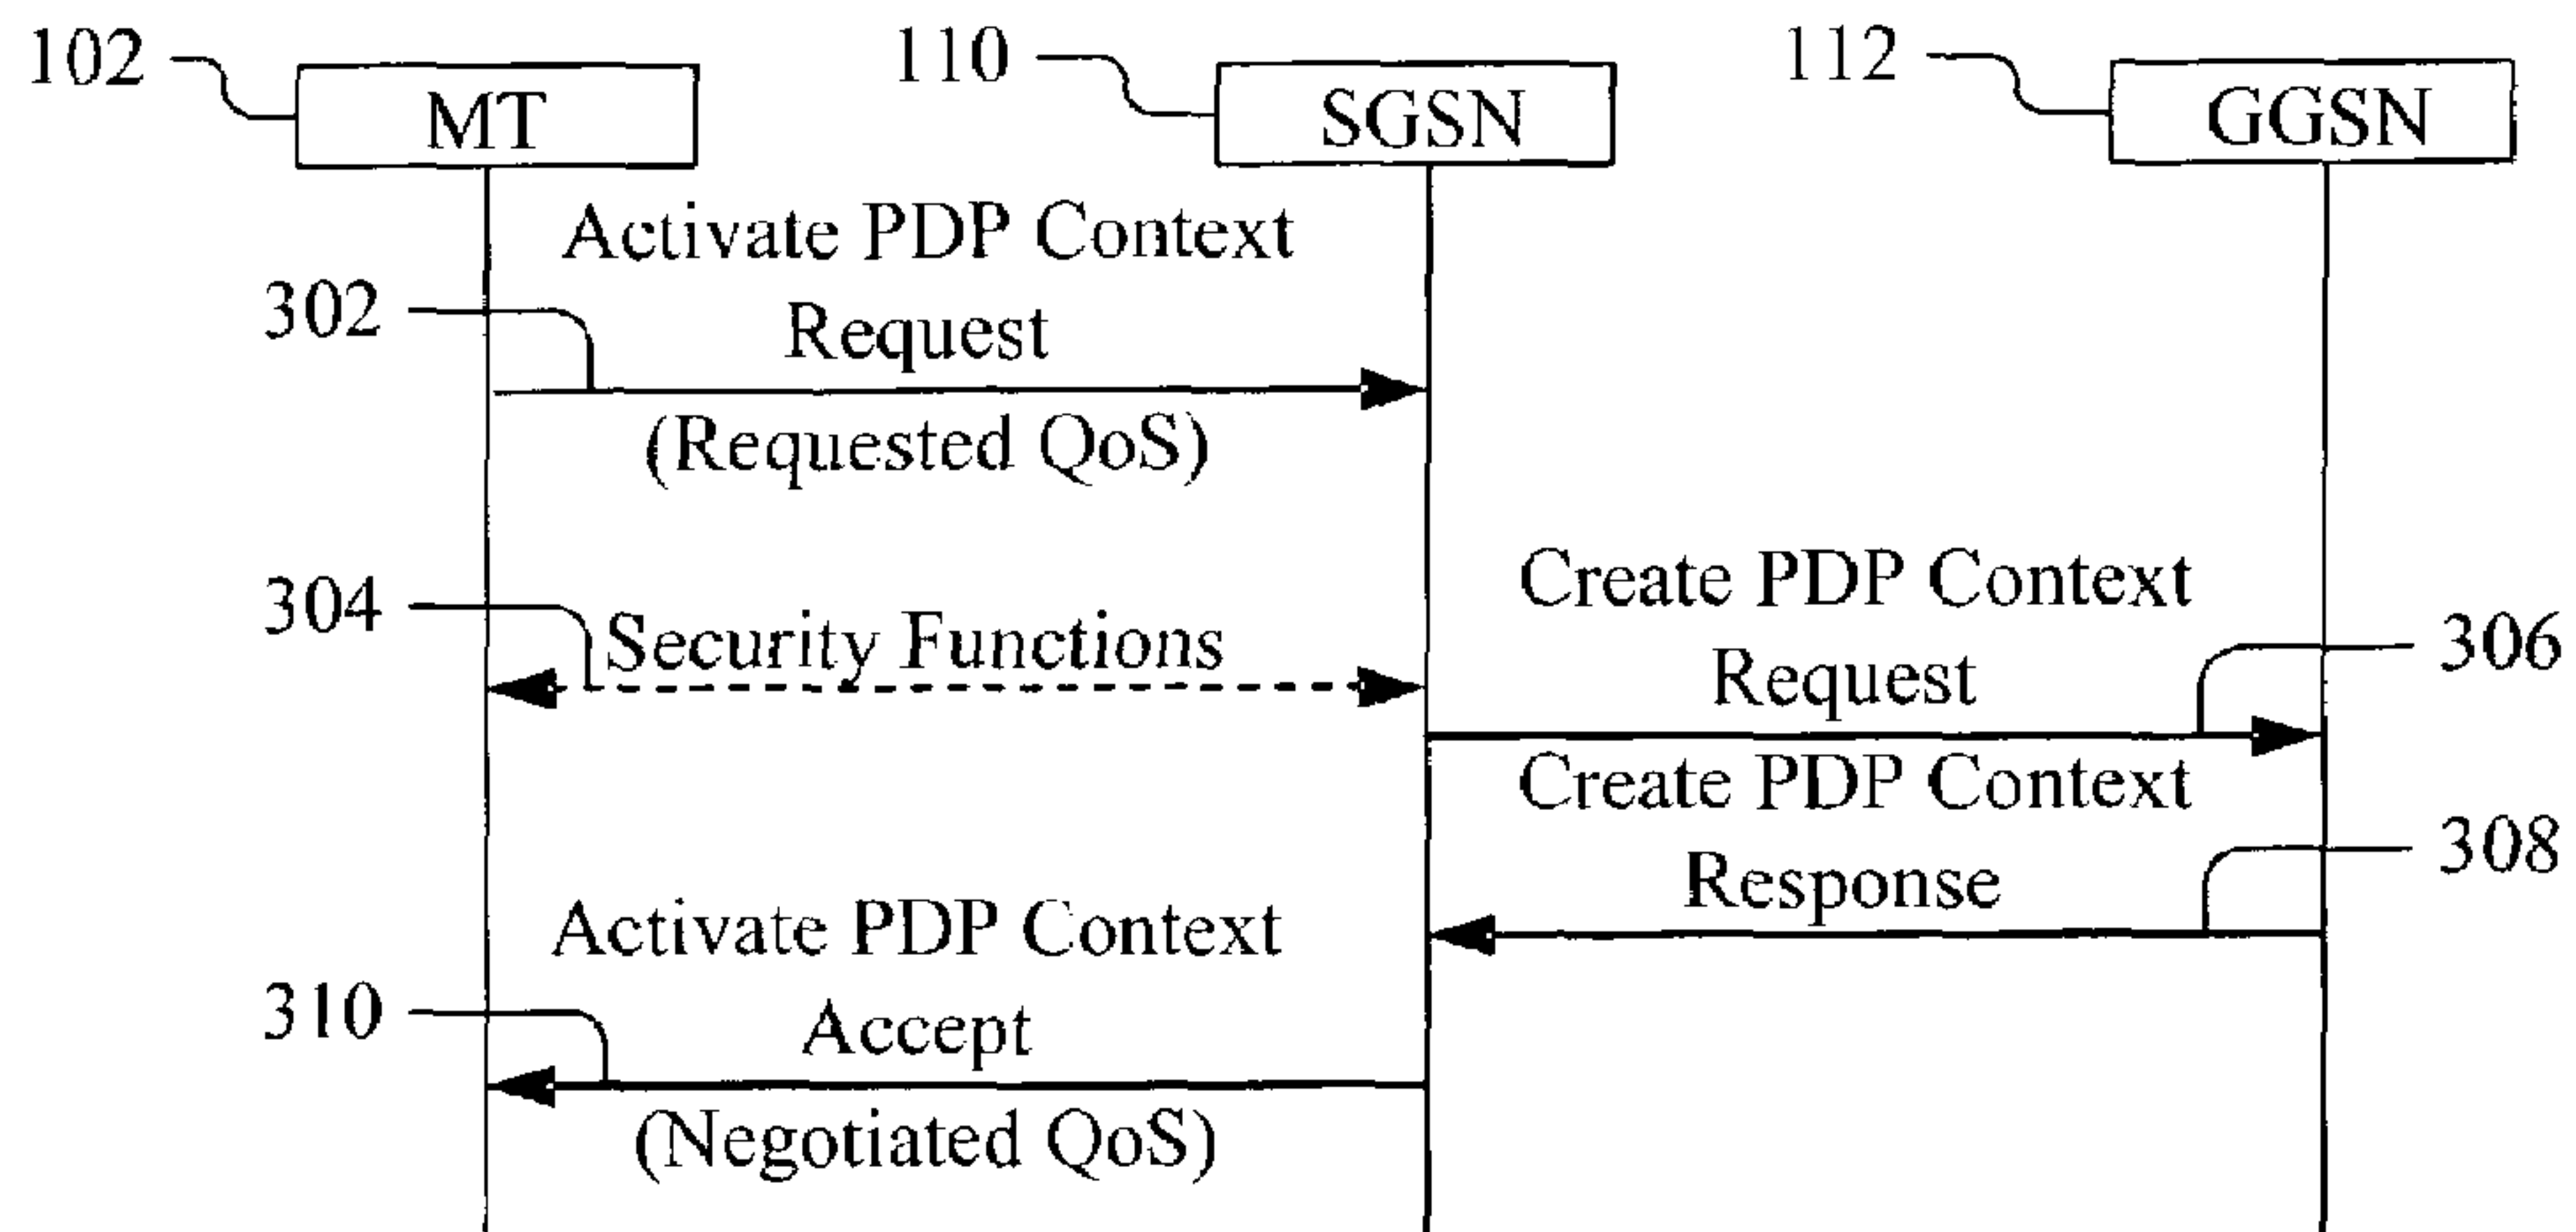 102
MT
110
SGSN
112
GGSN
Activate PDP Context
302
Request
(Requested QoS)
304
Security Functions
Create PDP Context
Request
306
Create PDP Context
Response
308
Activate PDP Context
310
Accept
(Negotiated QoS)